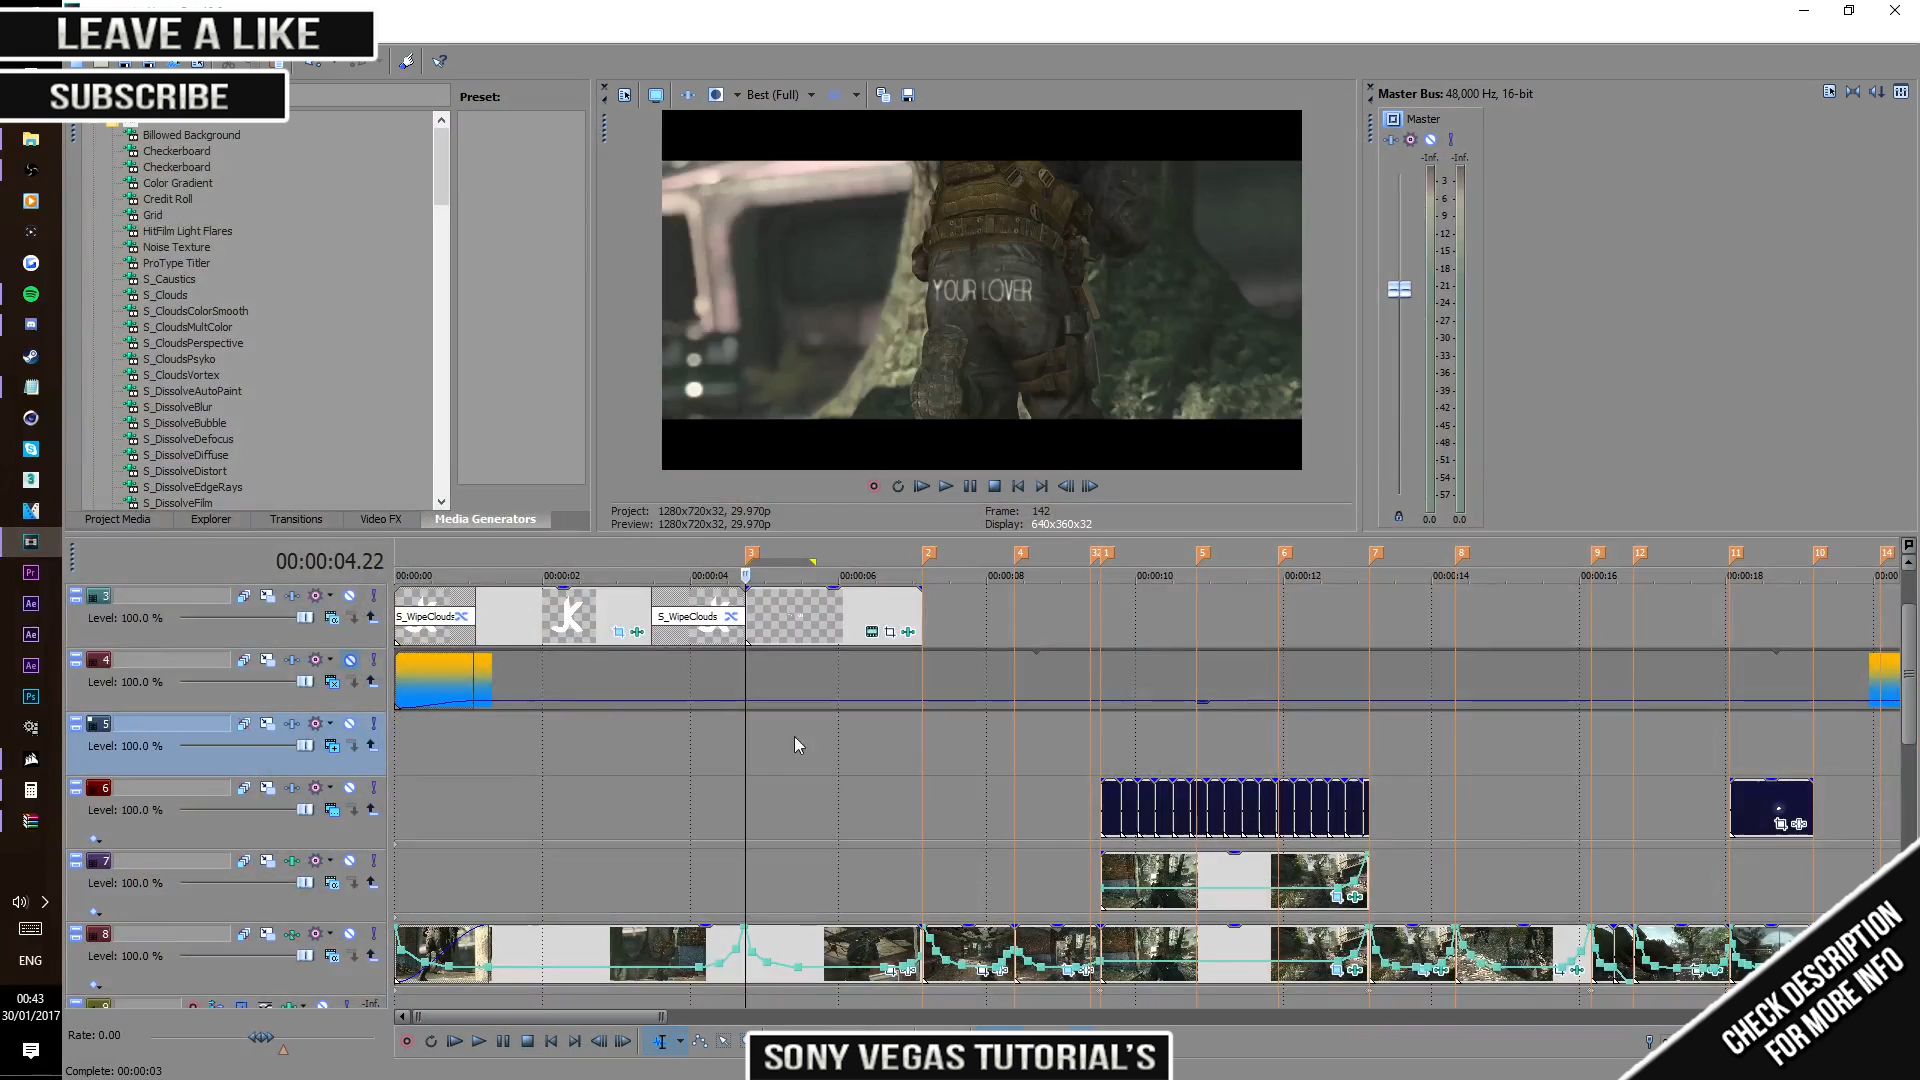 LEAVE A LIKE
SUBSCRIBE
Preset:
Best (Full)
Master Bus: 48,000 Hz, 16-bit
Master
-Inf. -Inf.
3
6
9
12
15
18
21
24
27
30
33
36
39
42
45
48
51
54
57
0.0 0.0
Billowed Background
Checkerboard
Checkerboard
Color Gradient
Credit Roll
Grid
HitFilm Light Flares
Noise Texture
ProType Titler
S_Caustics
S_Clouds
S_CloudsColorSmooth
S_CloudsMultColor
S_CloudsPerspective
S_CloudsPsyko
S_CloudsVortex
S_DissolveAutoPaint
S_DissolveBlur
S_DissolveBubble
S_DissolveDefocus
S_DissolveDiffuse
S_DissolveDistort
S_DissolveEdgeRays
S_DissolveFilm
Project Media Explorer Transitions Video FX Media Generators
YOUR LOVER
Project: 1280x720x32, 29.970p
Preview: 1280x720x32, 29.970p
Frame: 142
Display: 640x360x32
00:00:04.22
3 2 4 32 1 5 6 7 8 9 12 11 10 14
00:00:00 00:00:02 00:00:04 00:00:06 00:00:08 00:00:10 00:00:12 00:00:14 00:00:16 00:00:18 00:00
3
Level: 100.0 %
S_WipeClouds
JK
S_WipeClouds
4
Level: 100.0 %
5
Level: 100.0 %
6
Level: 100.0 %
7
Level: 100.0 %
8
Level: 100.0 %
-Inf.
Rate: 0.00
Complete: 00:00:03
ENG
00:43
30/01/2017
Pr
Ae
Ae
Ae
Ps
SONY VEGAS TUTORIAL'S
CHECK DESCRIPTION
FOR MORE INFO